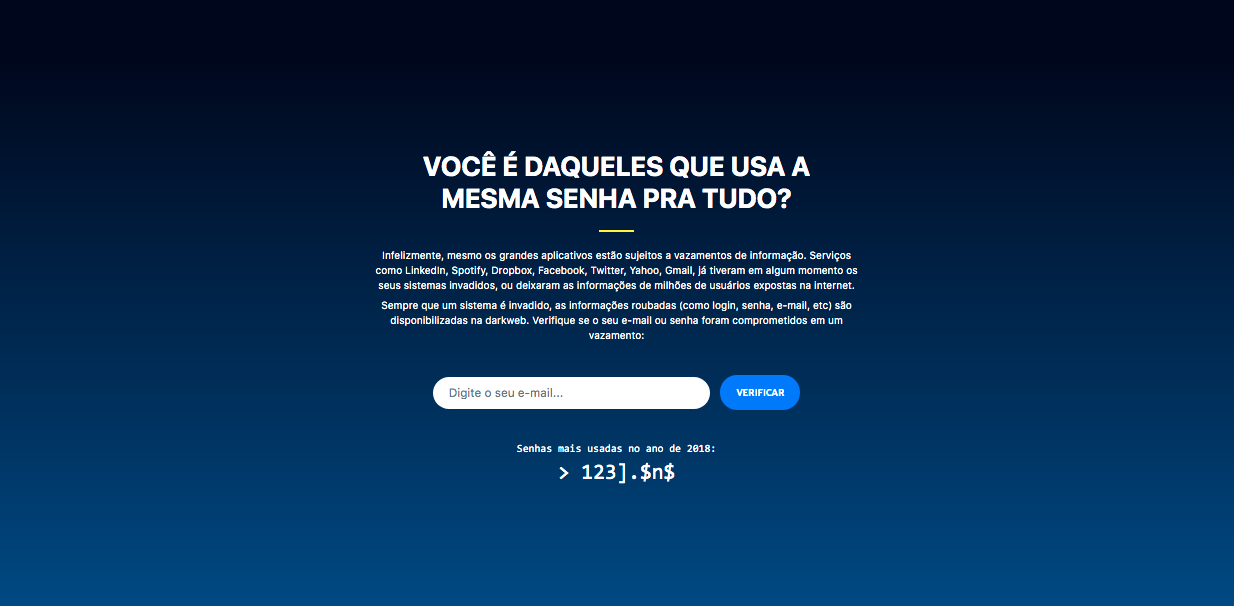 VOCÊ É DAQUELES QUE USA A
MESMA SENHA PRA TUDO?
Infelizmente, mesmo os grandes aplicativos estão sujeitos a vazamentos de informação. Serviços
como LinkedIn, Spotify, Dropbox, Facebook, Twitter, Yahoo, Gmail, já tiveram em algum momento os
seus sistemas invadidos, ou deixaram as informações de milhões de usuários expostas na internet.
Sempre que um sistema é invadido, as informações roubadas (como login, senha, e-mail, etc) são
disponibilizadas na darkweb. Verifique se o seu e-mail ou senha foram comprometidos em um
vazamento:
Digite o seu e-mail... VERIFICAR
Senhas mais usadas no ano de 2018:
> 123].$n$